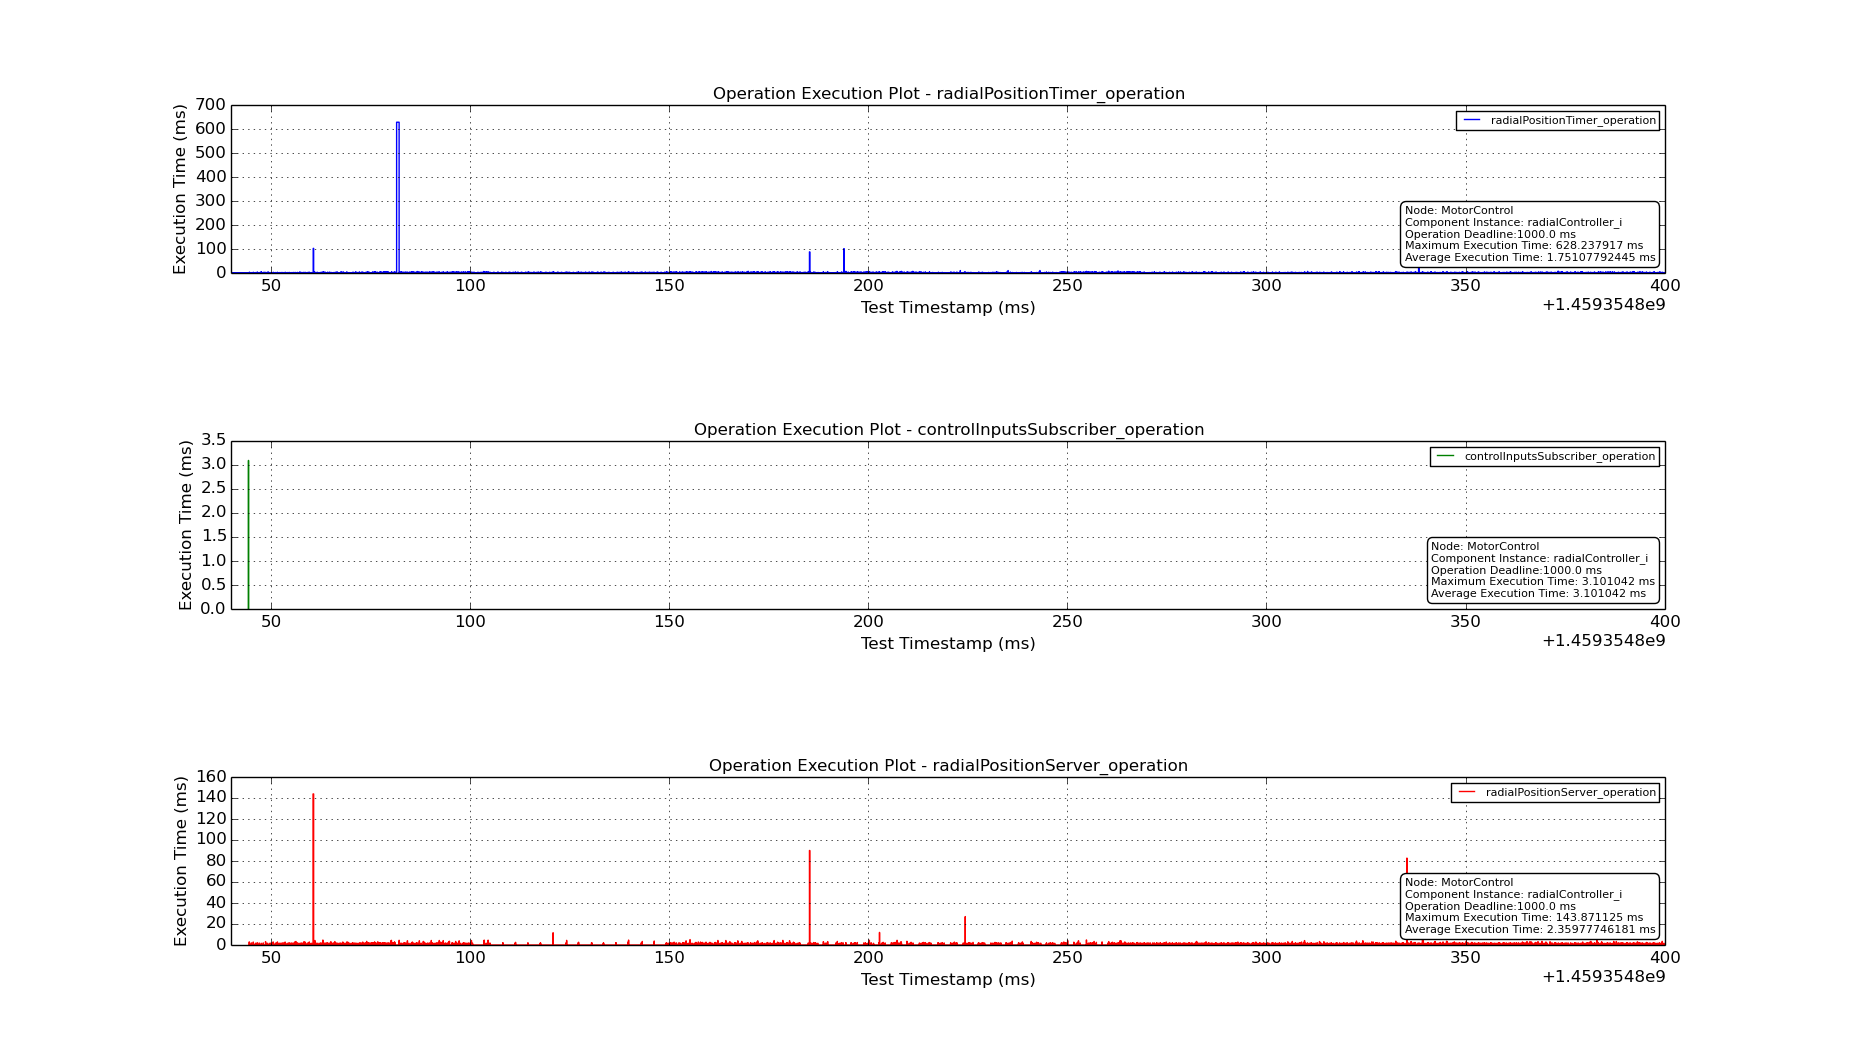 Operation Execution Plot - radialPositionTimer_operation
Execution Time (ms)
700
600
500
400
300
200
100
0
radialPositionTimer_operation
Node: MotorControl
Component Instance: radialController_i
Operation Deadline:1000.0 ms
Maximum Execution Time: 628.237917 ms
Average Execution Time: 1.75107792445 ms
50 100 150 200 250 300 350 400
Test Timestamp (ms)
+1.4593548e9
Operation Execution Plot - controlInputsSubscriber_operation
Execution Time (ms)
3.5
3.0
2.5
2.0
1.5
1.0
0.5
0.0
controlInputsSubscriber_operation
Node: MotorControl
Component Instance: radialController_i
Operation Deadline:1000.0 ms
Maximum Execution Time: 3.101042 ms
Average Execution Time: 3.101042 ms
50 100 150 200 250 300 350 400
Test Timestamp (ms)
+1.4593548e9
Operation Execution Plot - radialPositionServer_operation
Execution Time (ms)
160
140
120
100
80
60
40
20
0
radialPositionServer_operation
Node: MotorControl
Component Instance: radialController_i
Operation Deadline:1000.0 ms
Maximum Execution Time: 143.871125 ms
Average Execution Time: 2.35977746181 ms
50 100 150 200 250 300 350 400
Test Timestamp (ms)
+1.4593548e9